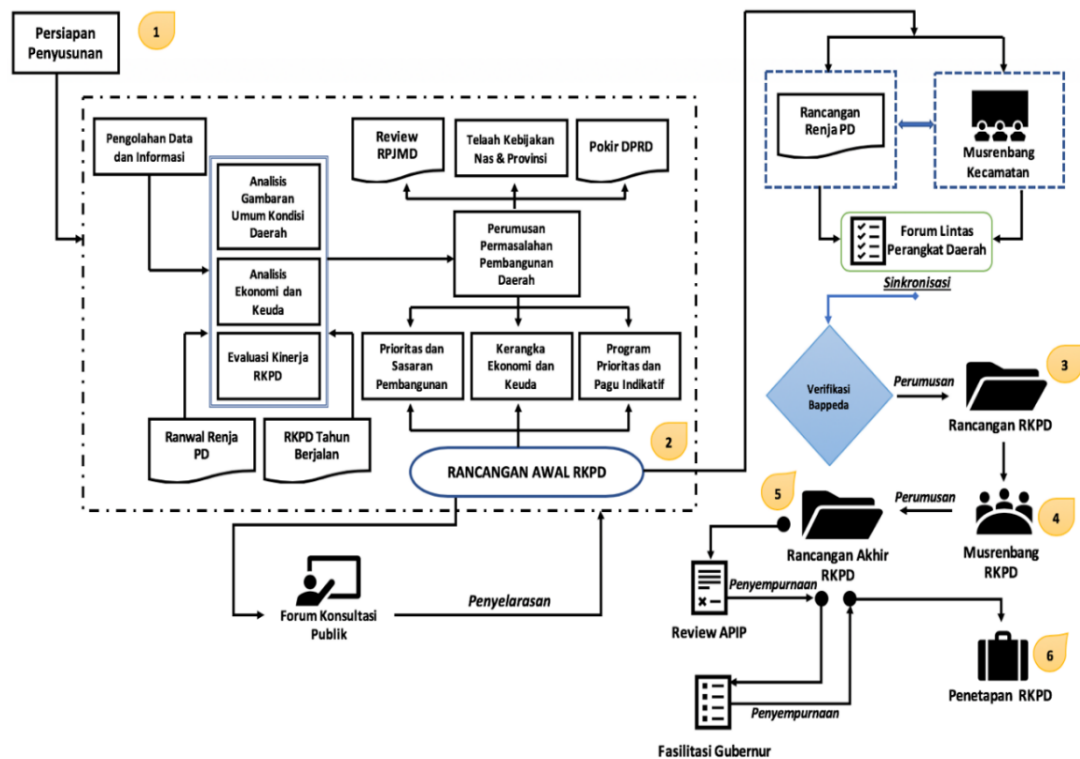 Persiapan
Penyusunan
1
Pengolahan Data
dan Informasi
Analisis
Gambaran
Umum Kondisi
Daerah
Analisis
Ekonomi dan
Keuda
Evaluasi Kinerja
RKPD
Ranwal Renja
PD
RKPD Tahun
Berjalan
Review
RPJMD
Telaah Kebijakan
Nas & Provinsi
Pokir DPRD
Perumusan
Permasalahan
Pembangunan
Daerah
Prioritas dan
Sasaran
Pembangunan
Kerangka
Ekonomi dan
Keuda
Program
Prioritas dan
Pagu Indikatif
2
RANCANGAN AWAL RKPD
Forum Konsultasi
Publik
Penyelarasan
Rancangan
Renja PD
Musrenbang
Kecamatan
Forum Lintas
Perangkat Daerah
Sinkronisasi
Verifikasi
Bappeda
Perumusan
3
Rancangan RKPD
4
Musrenbang
RKPD
Perumusan
5
Rancangan Akhir
RKPD
Review APIP
Penyempurnaan
Fasilitasi Gubernur
Penyempurnaan
6
Penetapan RKPD